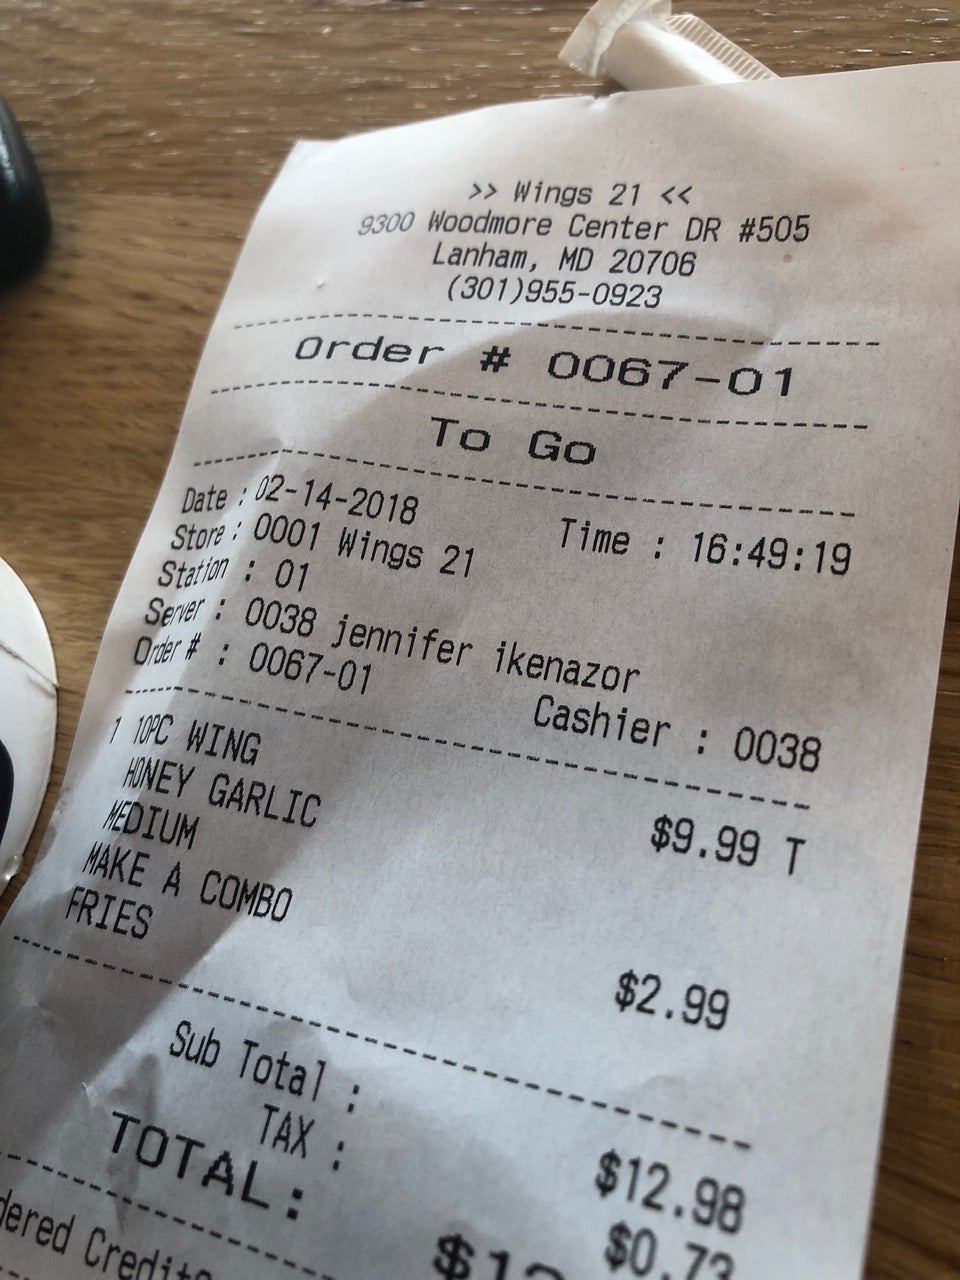 >> Wings 21 <<
9300 Woodmore Center DR #505
Lanham, MD 20706
(301)955-0923
Order # 0067-01
To Go
Date : 02-14-2018 Time : 16:49:19
Store : 0001 Wings 21
Station : 01
Server : 0038 jennifer ikenazor
Order # : 0067-01 Cashier : 0038
1 10PC WING $9.99 T
HONEY GARLIC
MEDIUM
MAKE A COMBO $2.99
FRIES
Sub Total : $12.98
TAX : $0.73
TOTAL: